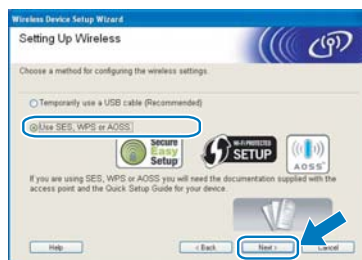 Wireless Device Setup Wizard
Setting Up Wireless
Choose a method for configuring the wireless settings.
Temporarily use a USB cable (Recommended)
Use SES, WPS or AOSS
Secure
Easy
Setup
Wi-Fi PROTECTED
SETUP
AOSS
If you are using SES, WPS or AOSS you will need the documentation supplied with the
access point and the Quick Setup Guide for your device.
Help
< Back
Next >
Cancel